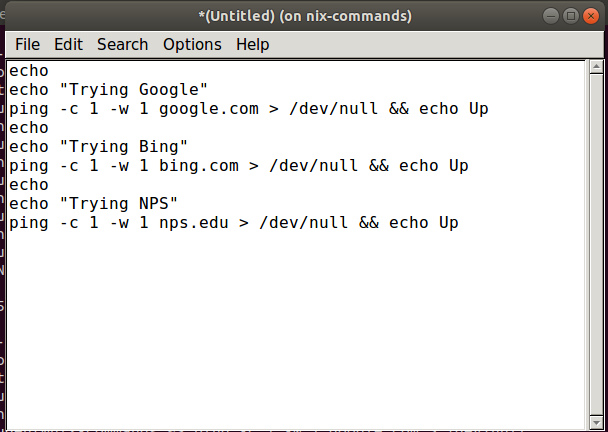 *(Untitled) (on nix-commands)
File Edit Search Options Help
echo
echo "Trying Google"
ping -c 1 -w 1 google.com > /dev/null && echo Up
echo
echo "Trying Bing"
ping -c 1 -w 1 bing.com > /dev/null && echo Up
echo
echo "Trying NPS"
ping -c 1 -w 1 nps.edu > /dev/null && echo Up